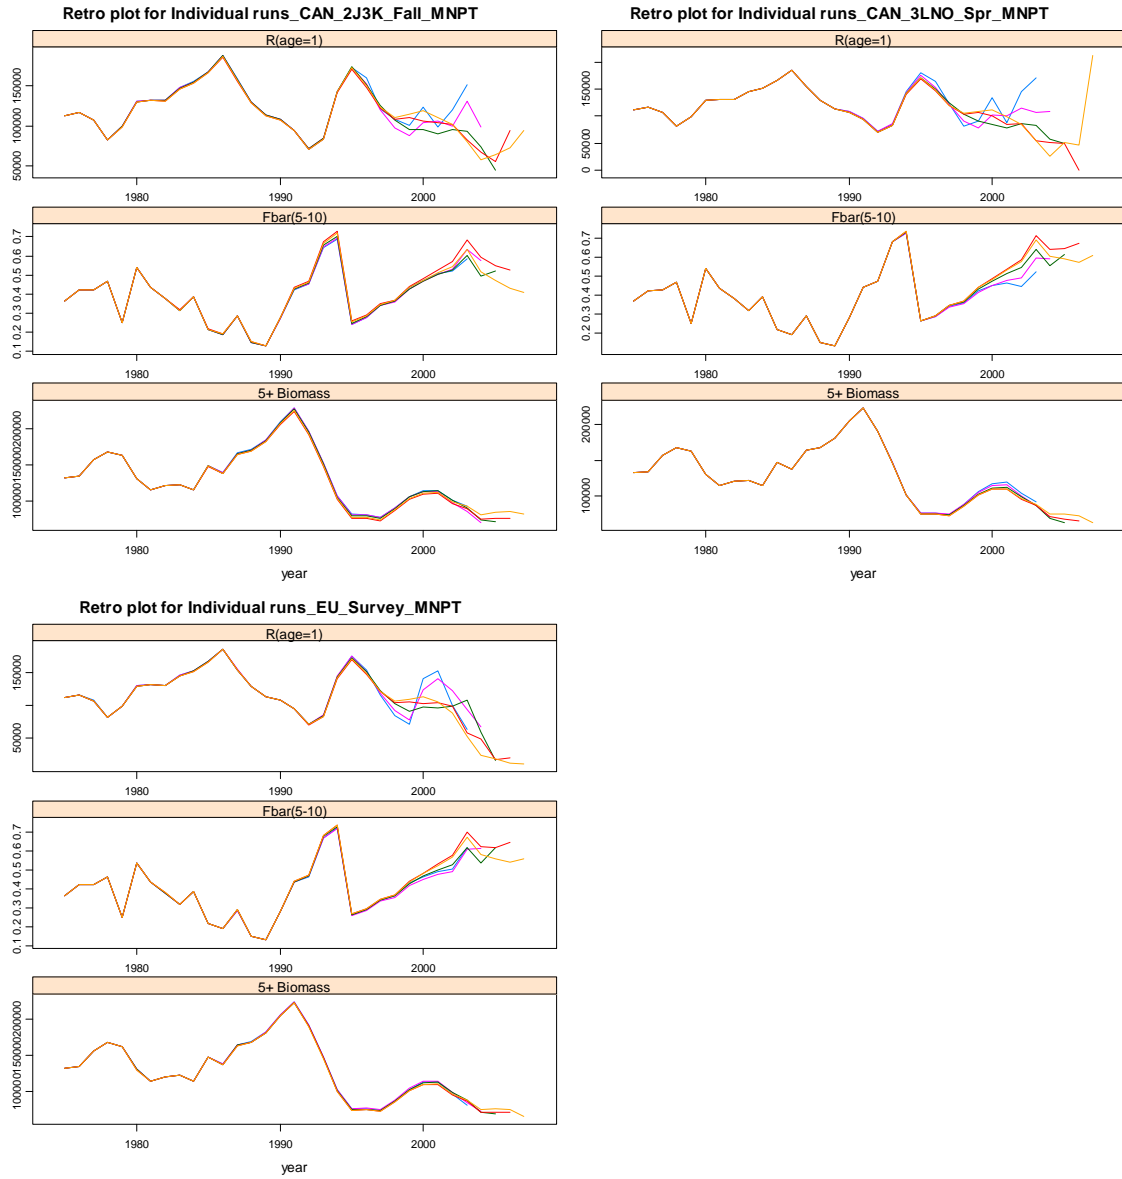 Retro plot for Individual runs_CAN_2J3K_Fall_MNPT
R(age=1)
50000 100000 150000
1980 1990 2000
Fbar(5-10)
0.1 0.2 0.3 0.4 0.5 0.6 0.7
1980 1990 2000
5+ Biomass
100000 150000 200000
1980 1990 2000
year
Retro plot for Individual runs_CAN_3LNO_Spr_MNPT
R(age=1)
0 50000 150000
1980 1990 2000
Fbar(5-10)
0.2 0.3 0.4 0.5 0.6 0.7
1980 1990 2000
5+ Biomass
100000 200000
1980 1990 2000
year
Retro plot for Individual runs_EU_Survey_MNPT
R(age=1)
50000 150000
1980 1990 2000
Fbar(5-10)
0.1 0.2 0.3 0.4 0.5 0.6 0.7
1980 1990 2000
5+ Biomass
100000 150000 200000
1980 1990 2000
year